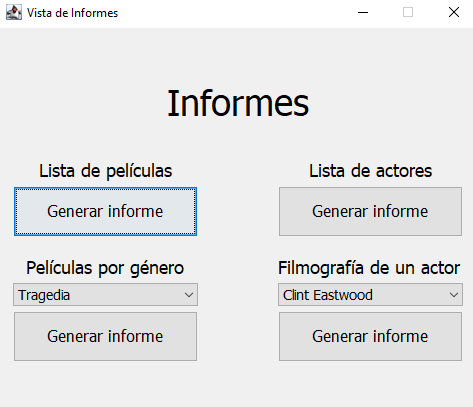 Vista de Informes
Informes
Lista de películas
Lista de actores
Generar informe
Generar informe
Películas por género
Filmografía de un actor
Tragedia
Clint Eastwood
Generar informe
Generar informe